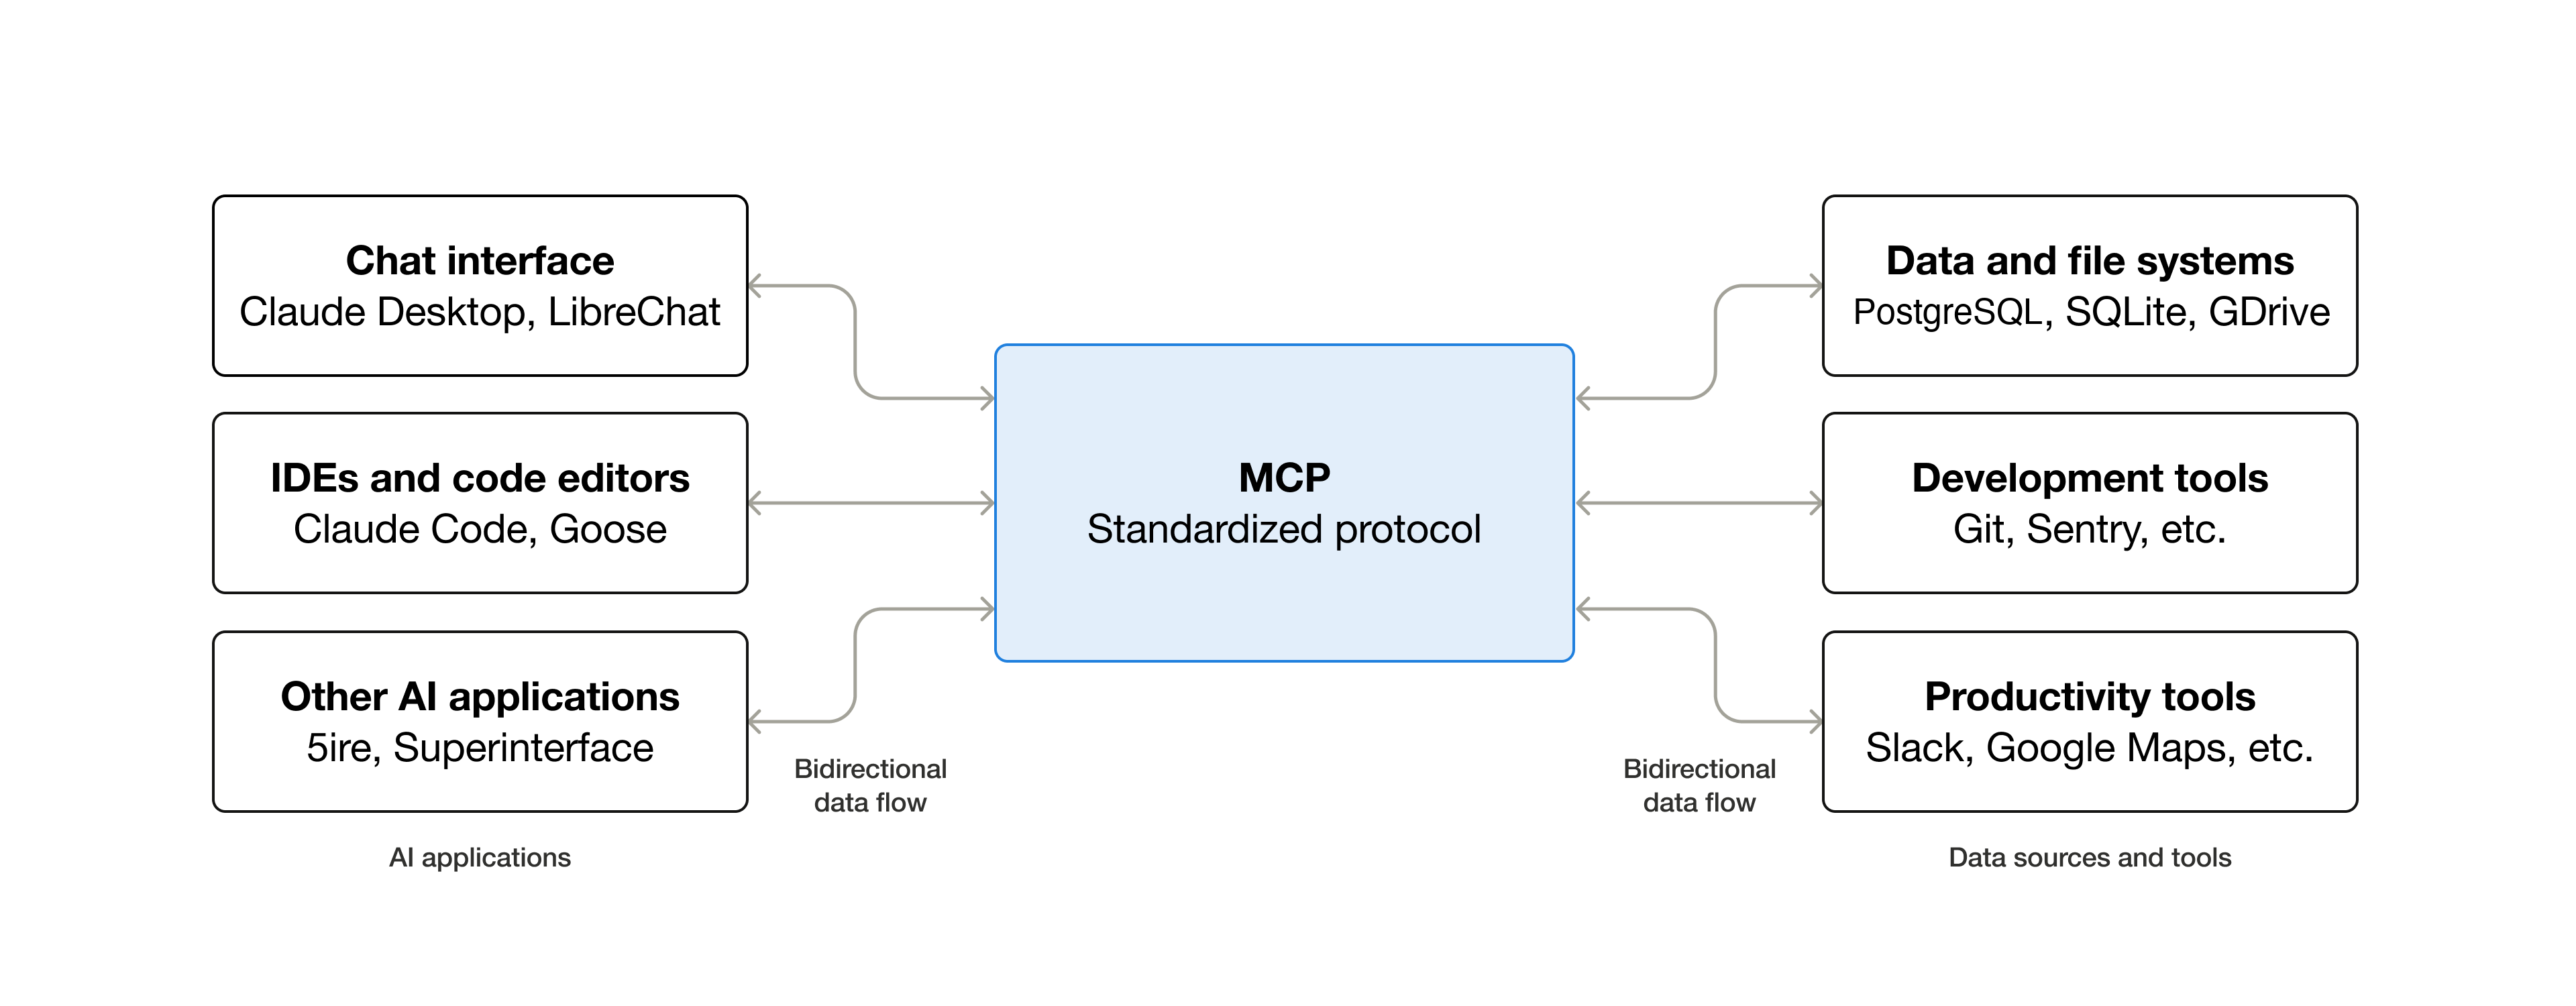 Chat interface
Claude Desktop, LibreChat
IDEs and code editors
Claude Code, Goose
Other AI applications
5ire, Superinterface
AI applications
Bidirectional
data flow
MCP
Standardized protocol
Bidirectional
data flow
Data and file systems
PostgreSQL, SQLite, GDrive
Development tools
Git, Sentry, etc.
Productivity tools
Slack, Google Maps, etc.
Data sources and tools